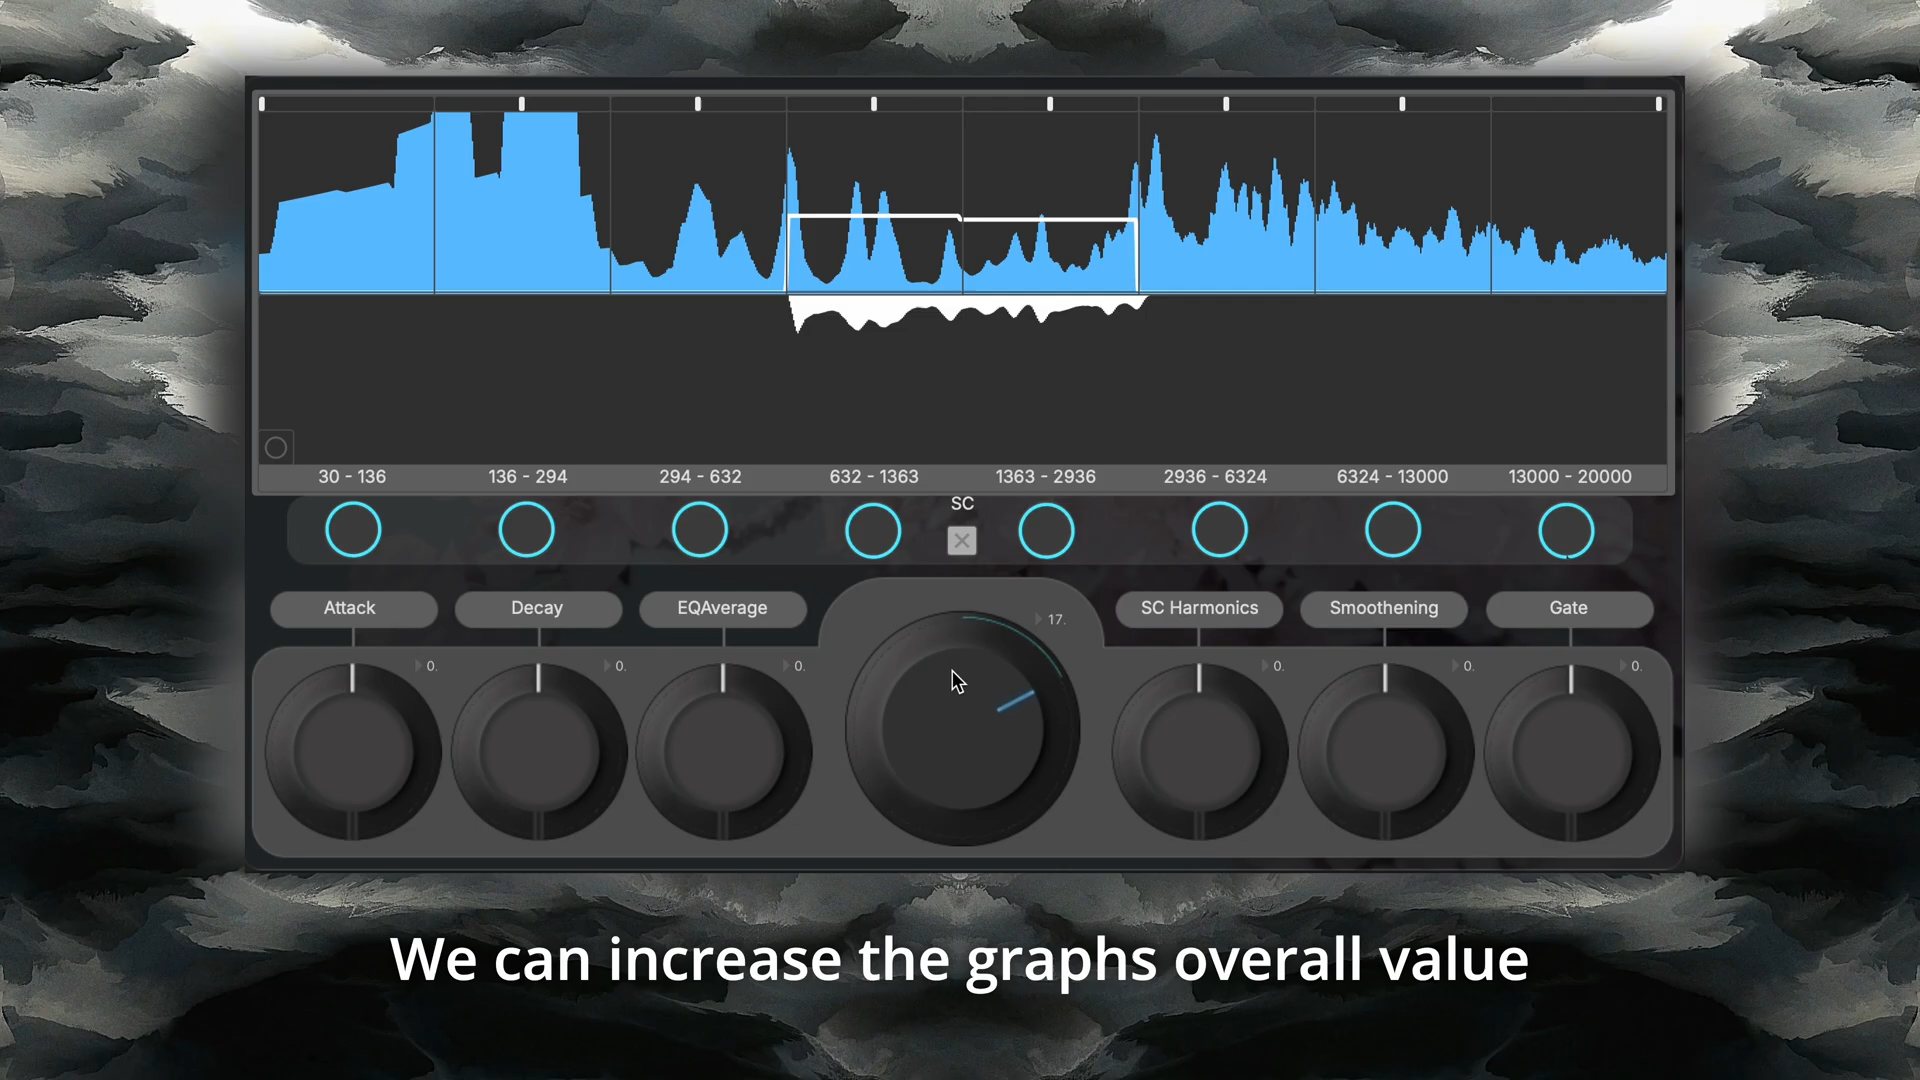 30 - 136 136 - 294 294 - 632 632 - 1363 1363 - 2936 2936 - 6324 6324 - 13000 13000 - 20000
SC
Attack Decay EQAverage SC Harmonics Smoothening Gate
17.
0. 0. 0. 0. 0. 0.
We can increase the graphs overall value